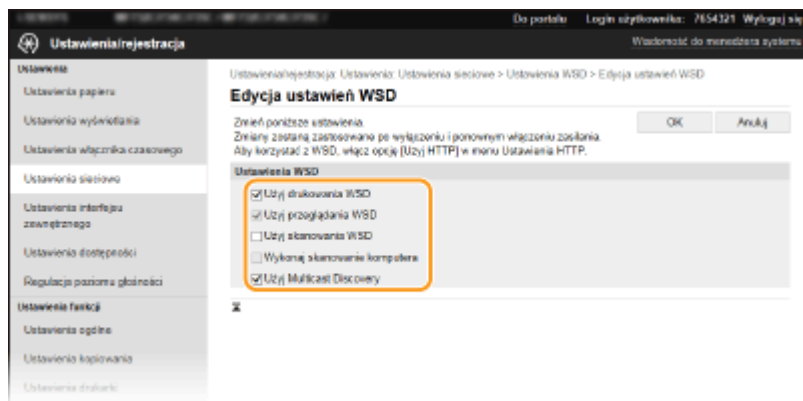 Do portalu Login użytkownika: 7654321 Wyloguj się
Ustawienia/rejestracja
Wiadomość do menedżera systemu
Ustawienia
Ustawienia papieru
Ustawienia wyświetlania
Ustawienia włącznika czasowego
Ustawienia sieciowe
Ustawienia interfejsu
zewnętrznego
Ustawienia dostępności
Regulacja poziomu głośności
Ustawienia funkcji
Ustawienia ogólne
Ustawienia kopiowania
Ustawienia drukarki
Ustawienia/rejestracja: Ustawienia: Ustawienia sieciowe > Ustawienia WSD > Edycja ustawień WSD
Edycja ustawień WSD
Zmień poniższe ustawienia.
Zmiany zostaną zastosowane po wyłączeniu i ponownym włączeniu zasilania.
Aby korzystać z WSD, włącz opcję [Użyj HTTP] w menu Ustawienia HTTP.
OK Anuluj
Ustawienia WSD
Użyj drukowania WSD
Użyj przeglądania WSD
Użyj skanowania WSD
Wykonaj skanowanie komputera
Użyj Multicast Discovery